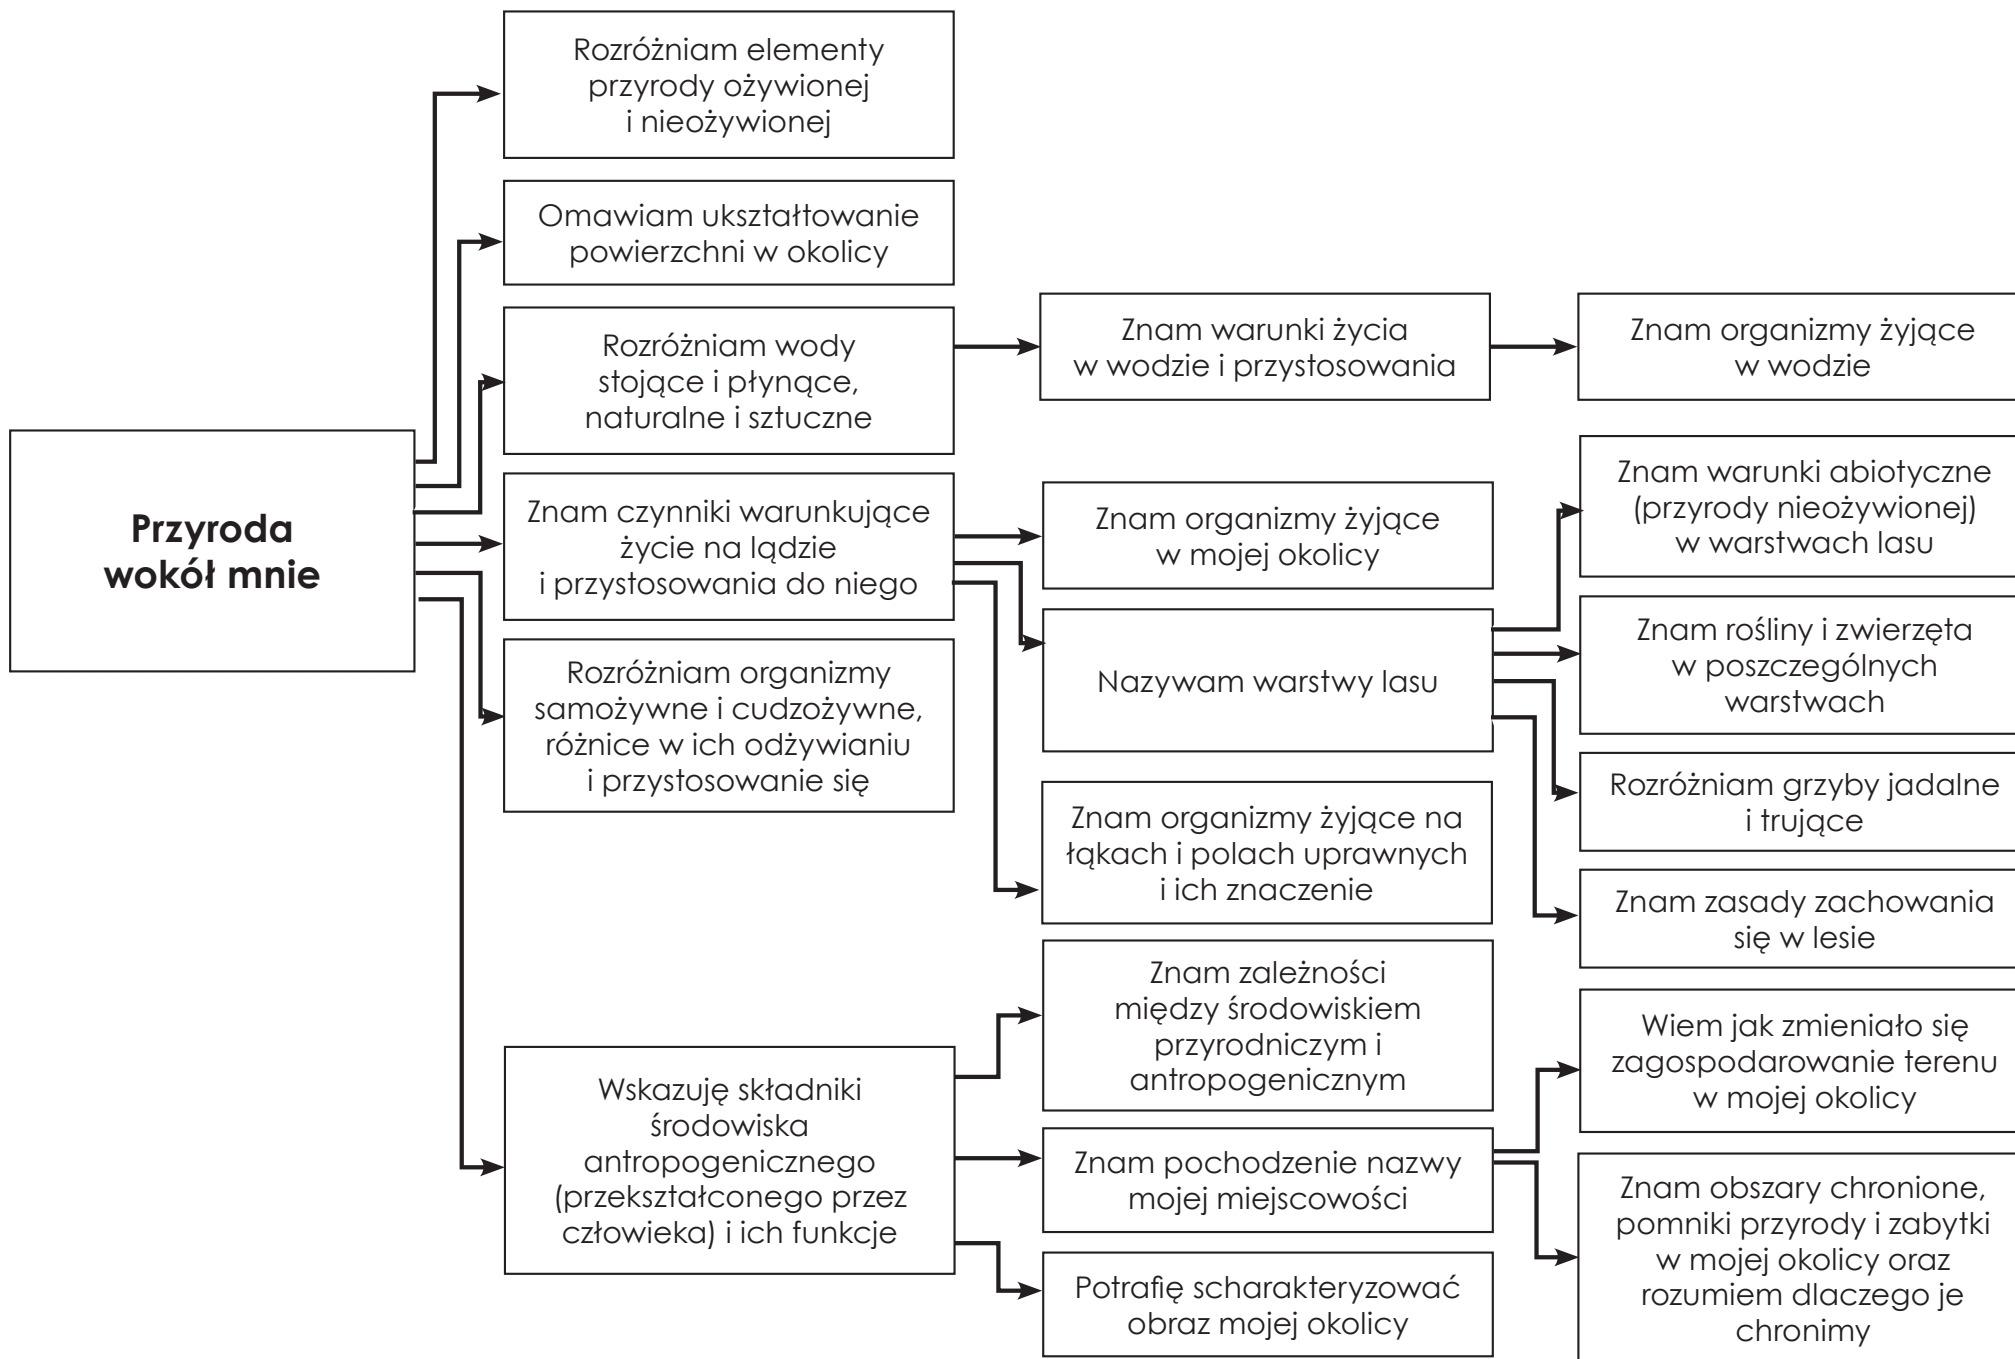 Przyroda
wokół mnie
Rozróżniam elementy
przyrody ożywionej
i nieożywionej
Omawiam ukształtowanie
powierzchni w okolicy
Rozróżniam wody
stojące i płynące,
naturalne i sztuczne
Znam warunki życia
w wodzie i przystosowania
Znam organizmy żyjące
w wodzie
Znam czynniki warunkujące
życie na lądzie
i przystosowania do niego
Znam organizmy żyjące
w mojej okolicy
Nazywam warstwy lasu
Znam warunki abiotyczne
(przyrody nieożywionej)
w warstwach lasu
Znam rośliny i zwierzęta
w poszczególnych
warstwach
Rozróżniam grzyby jadalne
i trujące
Znam zasady zachowania
się w lesie
Znam organizmy żyjące na
łąkach i polach uprawnych
i ich znaczenie
Rozróżniam organizmy
samożywne i cudzożywne,
różnice w ich odżywianiu
i przystosowanie się
Wskazuję składniki
środowiska
antropogenicznego
(przekształconego przez
człowieka) i ich funkcje
Znam zależności
między środowiskiem
przyrodniczym i
antropogenicznym
Znam pochodzenie nazwy
mojej miejscowości
Wiem jak zmieniało się
zagospodarowanie terenu
w mojej okolicy
Znam obszary chronione,
pomniki przyrody i zabytki
w mojej okolicy oraz
rozumiem dlaczego je
chronimy
Potrafię scharakteryzować
obraz mojej okolicy